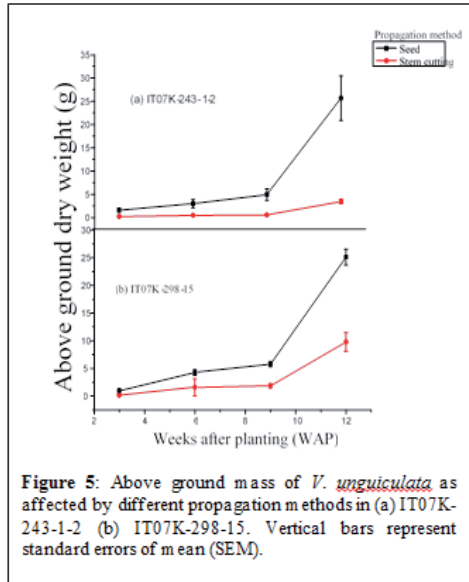 Propagation method
Seed
Stem cutting
Above ground dry weight (g)
35
30
25
20
15
10
5
0
(a) IT07K-243-1-2
30
25
20
15
10
5
0
(b) IT07K-298-15
2 4 6 8 10 12
Weeks after planting (WAP)
Figure 5: Above ground mass of V. unguiculata as
affected by different propagation methods in (a) IT07K-
243-1-2 (b) IT07K-298-15. Vertical bars represent
standard errors of mean (SEM).